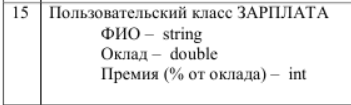 15 Пользовательский класс ЗАРПЛАТА
ФИО – string
Оклад – double
Премия (% от оклада) – int